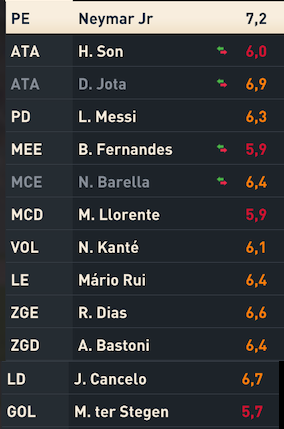 PE Neymar Jr 7,2
ATA H. Son 6,0
ATA D. Jota 6,9
PD L. Messi 6,3
MEE B. Fernandes 5,9
MCE N. Barella 6,4
MCD M. Llorente 5,9
VOL N. Kanté 6,1
LE Mário Rui 6,4
ZGE R. Dias 6,6
ZGD A. Bastoni 6,4
LD J. Cancelo 6,7
GOL M. ter Stegen 5,7